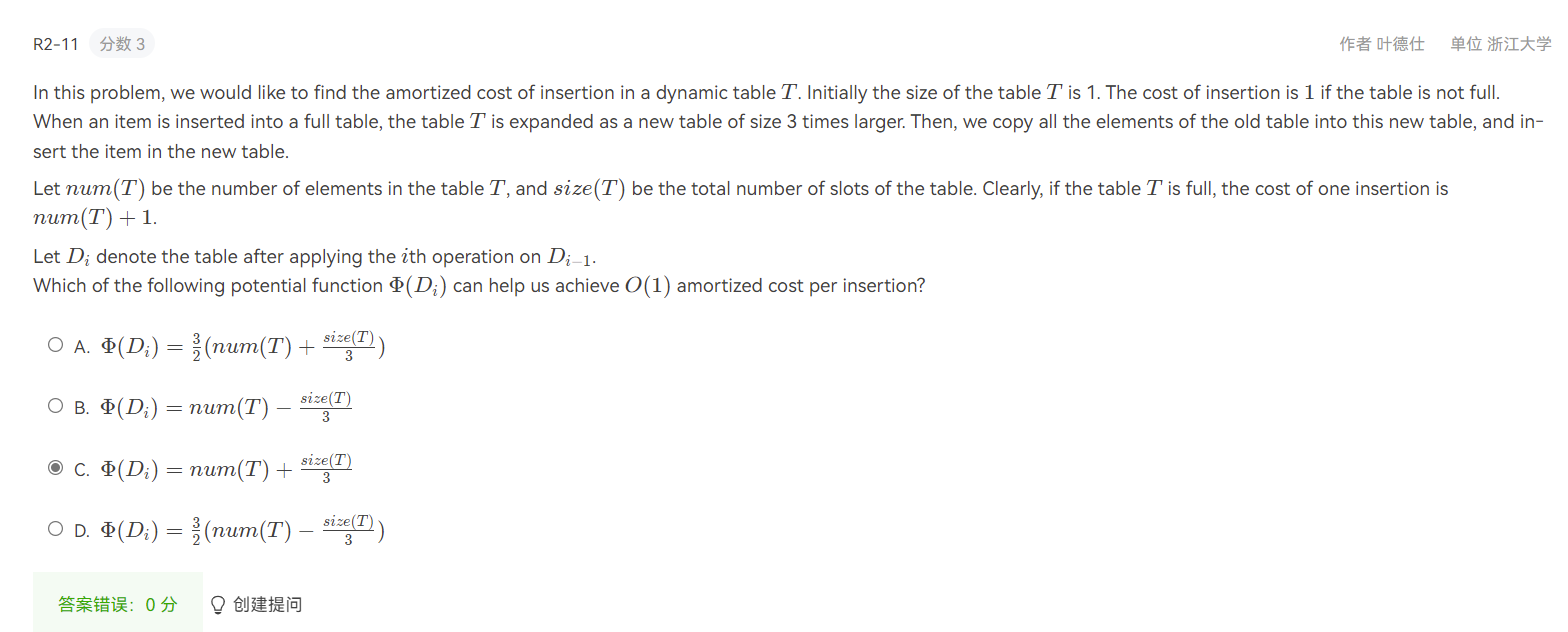 R2-11 分数 3 作者 叶德仕 单位 浙江大学
In this problem, we would like to find the amortized cost of insertion in a dynamic table T. Initially the size of the table T is 1. The cost of insertion is 1 if the table is not full.
When an item is inserted into a full table, the table T is expanded as a new table of size 3 times larger. Then, we copy all the elements of the old table into this new table, and in-
sert the item in the new table.
Let num(T) be the number of elements in the table T, and size(T) be the total number of slots of the table. Clearly, if the table T is full, the cost of one insertion is
num(T) + 1.
Let D_i denote the table after applying the ith operation on D_{i-1}.
Which of the following potential function Φ(D_i) can help us achieve O(1) amortized cost per insertion?
A. Φ(D_i) = \frac{3}{2}(num(T) + \frac{size(T)}{3})
B. Φ(D_i) = num(T) − \frac{size(T)}{3}
C. Φ(D_i) = num(T) + \frac{size(T)}{3}
D. Φ(D_i) = \frac{3}{2}(num(T) − \frac{size(T)}{3})
答案错误：0 分 创建提问